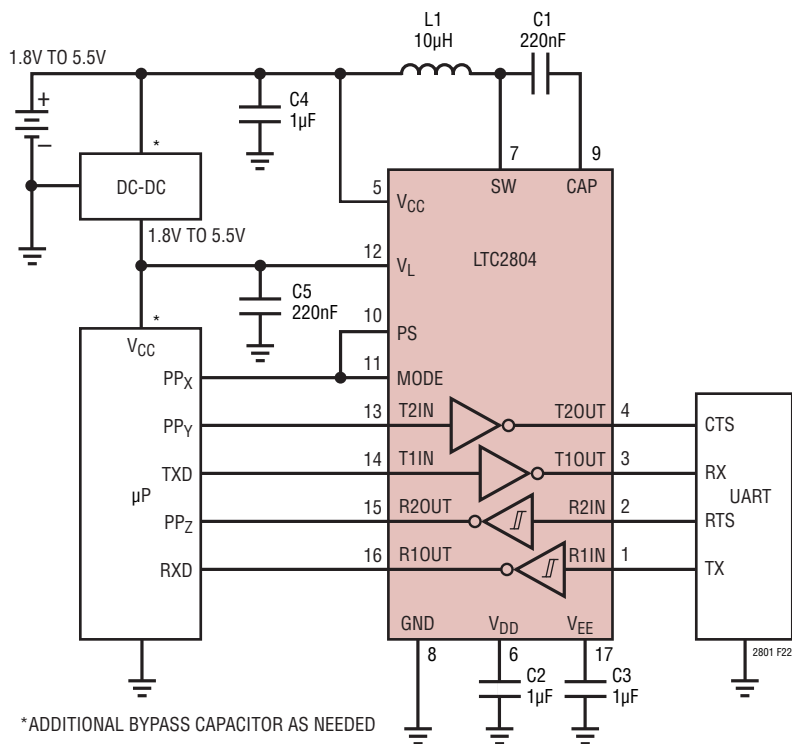 L1
10µH
C1
220nF
1.8V TO 5.5V
+
–
C4
1µF
*
DC-DC
7
9
SW
CAP
5
VCC
LTC2804
1.8V TO 5.5V
12
VL
C5
220nF
10
PS
*
VCC
PPX
11
MODE
PPY
13
T2IN
T2OUT
4
CTS
TXD
14
T1IN
T1OUT
3
RX
µP
UART
PPZ
15
R2OUT
R2IN
2
RTS
RXD
16
R1OUT
R1IN
1
TX
GND
VDD
VEE
8
6
17
2801 F22
C2
1µF
C3
1µF
*ADDITIONAL BYPASS CAPACITOR AS NEEDED